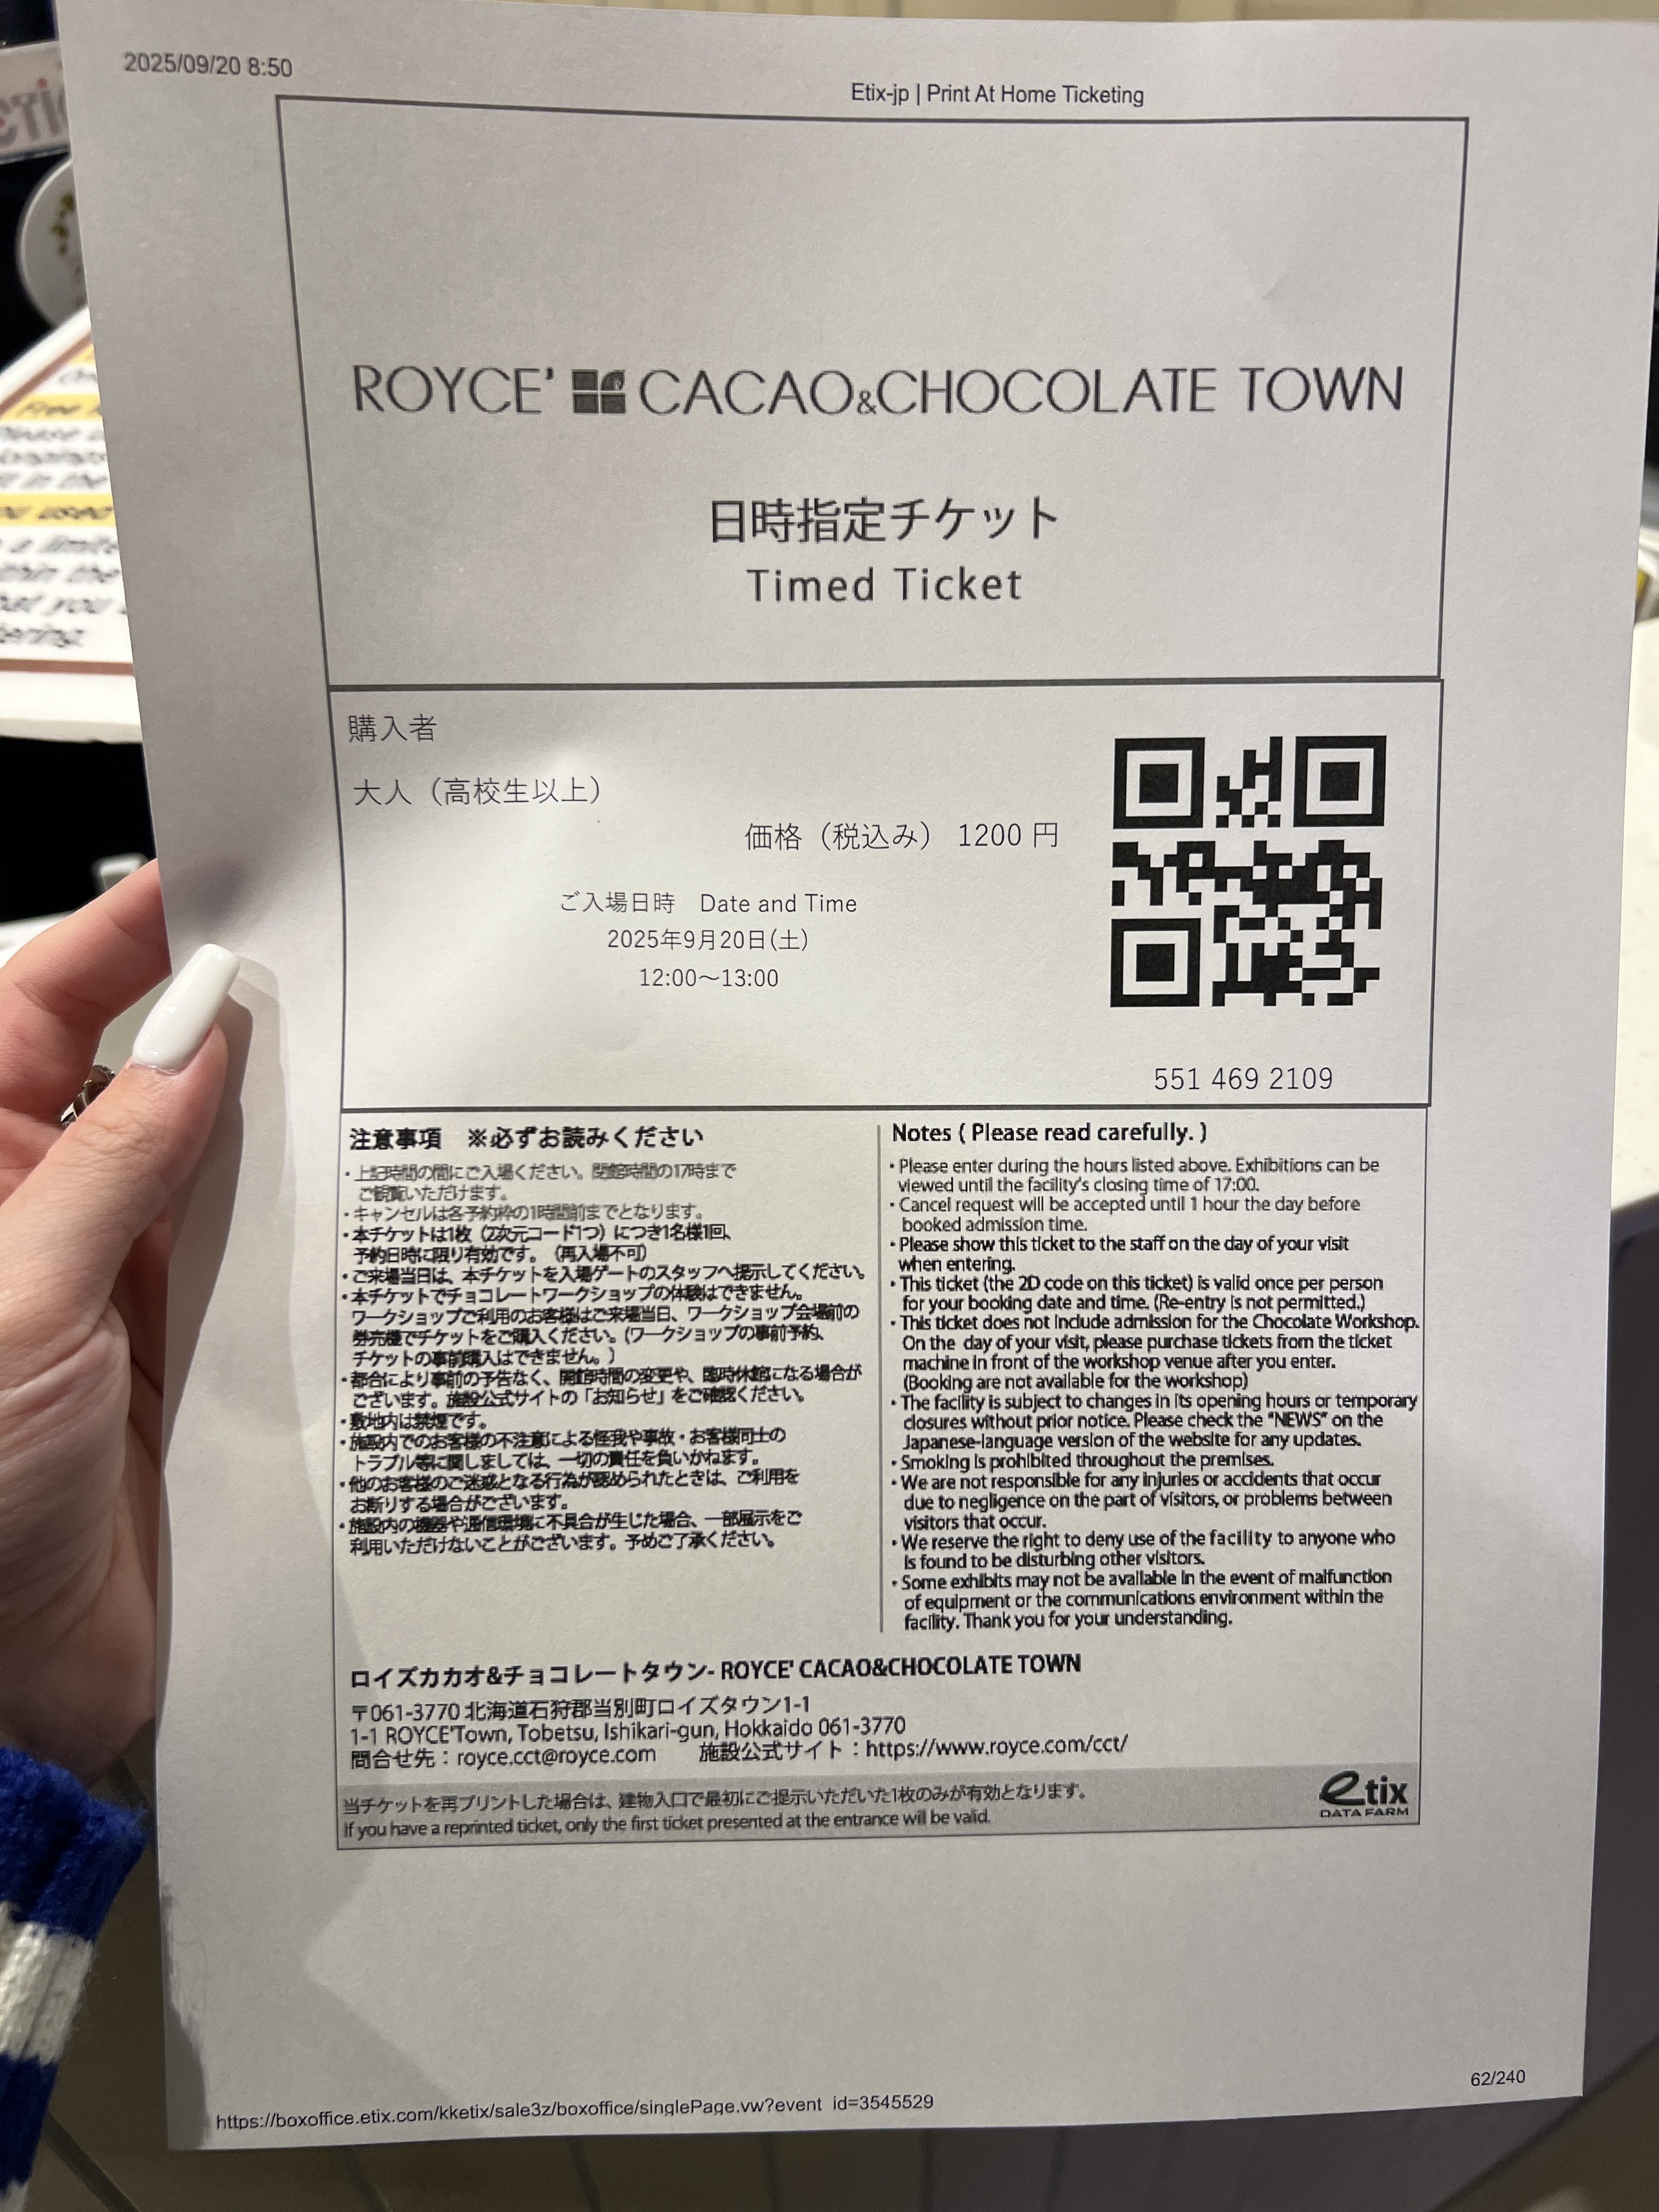 2025/09/20 8:50
Etix-jp | Print At Home Ticketing
ROYCE' CACAO&CHOCOLATE TOWN
日時指定チケット
Timed Ticket
購入者
大人（高校生以上）
価格（税込み） 1200 円
ご入場日時 Date and Time
2025年9月20日(土)
12:00～13:00
551 469 2109
注意事項 ※必ずお読みください
・上記時間の間にご入場ください。閉館時間の17時まで
ご観覧いただけます。
・キャンセルは各予約枠の1時間前までとなります。
・本チケットは1枚（2次元コード1つ）につき1名様1回、
予約日時に限り有効です。（再入場不可）
・ご来場当日は、本チケットを入場ゲートのスタッフへ提示してください。
・本チケットでチョコレートワークショップの体験はできません。
ワークショップご利用のお客様はご来場当日、ワークショップ会場前の
券売機でチケットをご購入ください。(ワークショップの事前予約、
チケットの事前購入はできません。)
・都合により事前の予告なく、開館時間の変更や、臨時休館になる場合が
ございます。施設公式サイトの「お知らせ」をご確認ください。
・敷地内は禁煙です。
・施設内でのお客様の不注意による怪我や事故・お客様同士の
トラブル等に関しましては、一切の責任を負いかねます。
・他のお客様のご迷惑となる行為が認められたときは、ご利用を
お断りする場合がございます。
・施設内の機器や通信環境に不具合が生じた場合、一部展示をご
利用いただけないことがございます。予めご了承ください。
Notes ( Please read carefully. )
・Please enter during the hours listed above. Exhibitions can be
viewed until the facility's closing time of 17:00.
・Cancel request will be accepted until 1 hour the day before
booked admission time.
・Please show this ticket to the staff on the day of your visit
when entering.
・This ticket (the 2D code on this ticket) is valid once per person
for your booking date and time. (Re-entry is not permitted.)
・This ticket does not include admission for the Chocolate Workshop.
On the day of your visit, please purchase tickets from the ticket
machine in front of the workshop venue after you enter.
(Booking are not available for the workshop)
・The facility is subject to changes in its opening hours or temporary
closures without prior notice. Please check the "NEWS" on the
Japanese-language version of the website for any updates.
・Smoking is prohibited throughout the premises.
・We are not responsible for any injuries or accidents that occur
due to negligence on the part of visitors, or problems between
visitors that occur.
・We reserve the right to deny use of the facility to anyone who
is found to be disturbing other visitors.
・Some exhibits may not be available in the event of malfunction
of equipment or the communications environment within the
facility. Thank you for your understanding.
ロイズカカオ&チョコレートタウン- ROYCE' CACAO&CHOCOLATE TOWN
〒061-3770 北海道石狩郡当別町ロイズタウン1-1
1-1 ROYCE'Town, Tobetsu, Ishikari-gun, Hokkaido 061-3770
問合せ先：royce.cct@royce.com 施設公式サイト：https://www.royce.com/cct/
当チケットを再プリントした場合は、建物入口で最初にご提示いただいた1枚のみが有効となります。
If you have a reprinted ticket, only the first ticket presented at the entrance will be valid.
etix
DATA FARM
62/240
https://boxoffice.etix.com/kketix/sale3z/boxoffice/singlePage.vw?event_id=3545529
Free
used
a
the
you